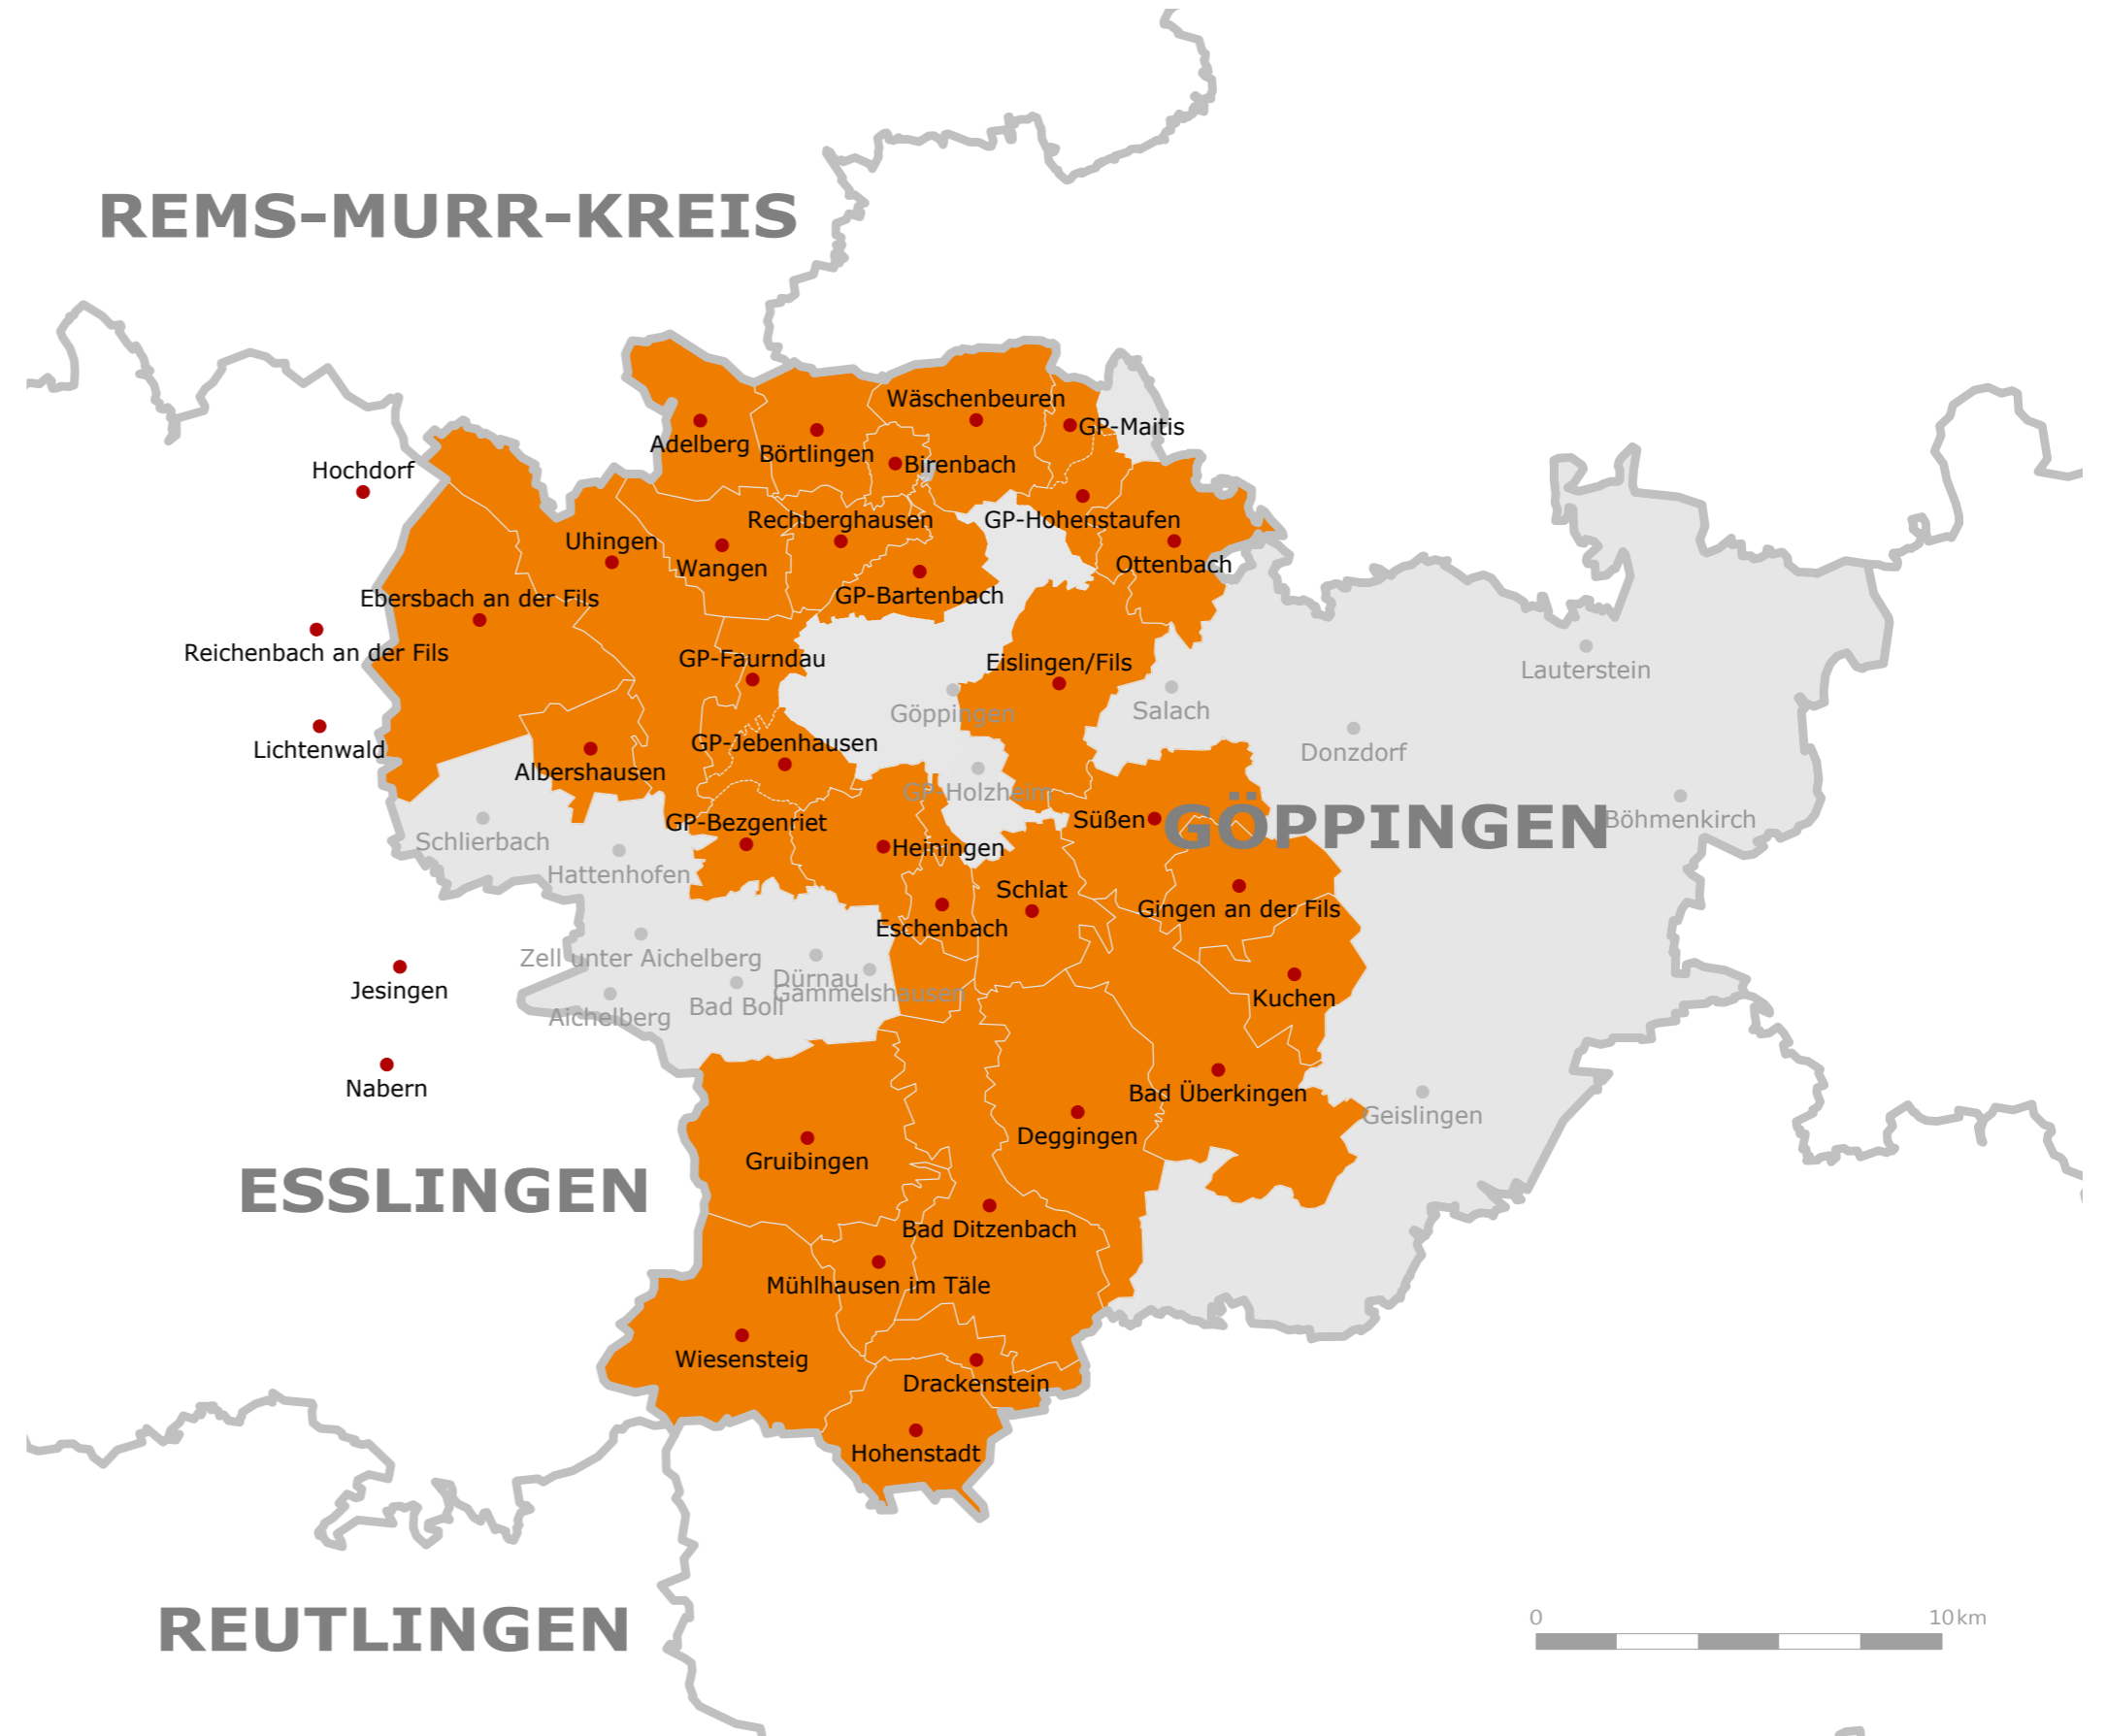 REMS-MURR-KREIS
Wäschenbeuren
GP-Maitis
Adelberg
Börtlingen
Birenbach
Hochdorf
Rechberghausen
GP-Hohenstaufen
Uhingen
Wangen
Ottenbach
Ebersbach an der Fils
GP-Bartenbach
Reichenbach an der Fils
GP-Faurndau
Eislingen/Fils
Lauterstein
Göppingen
Salach
Lichtenwald
GP-Jebenhausen
Donzdorf
Albershausen
GP-Holzheim
GP-Bezgenriet
Süßen
GÖPPINGEN
Böhmenkirch
Schlierbach
Heiningen
Hattenhofen
Schlat
Gingen an der Fils
Eschenbach
Zell unter Aichelberg
Dürnau
Jesingen
Gammelshausen
Kuchen
Bad Boll
Aichelberg
Nabern
Bad Überkingen
Geislingen
Deggingen
Gruibingen
ESSLINGEN
Bad Ditzenbach
Mühlhausen im Täle
Wiesensteig
Drackenstein
Hohenstadt
REUTLINGEN
0 10 km